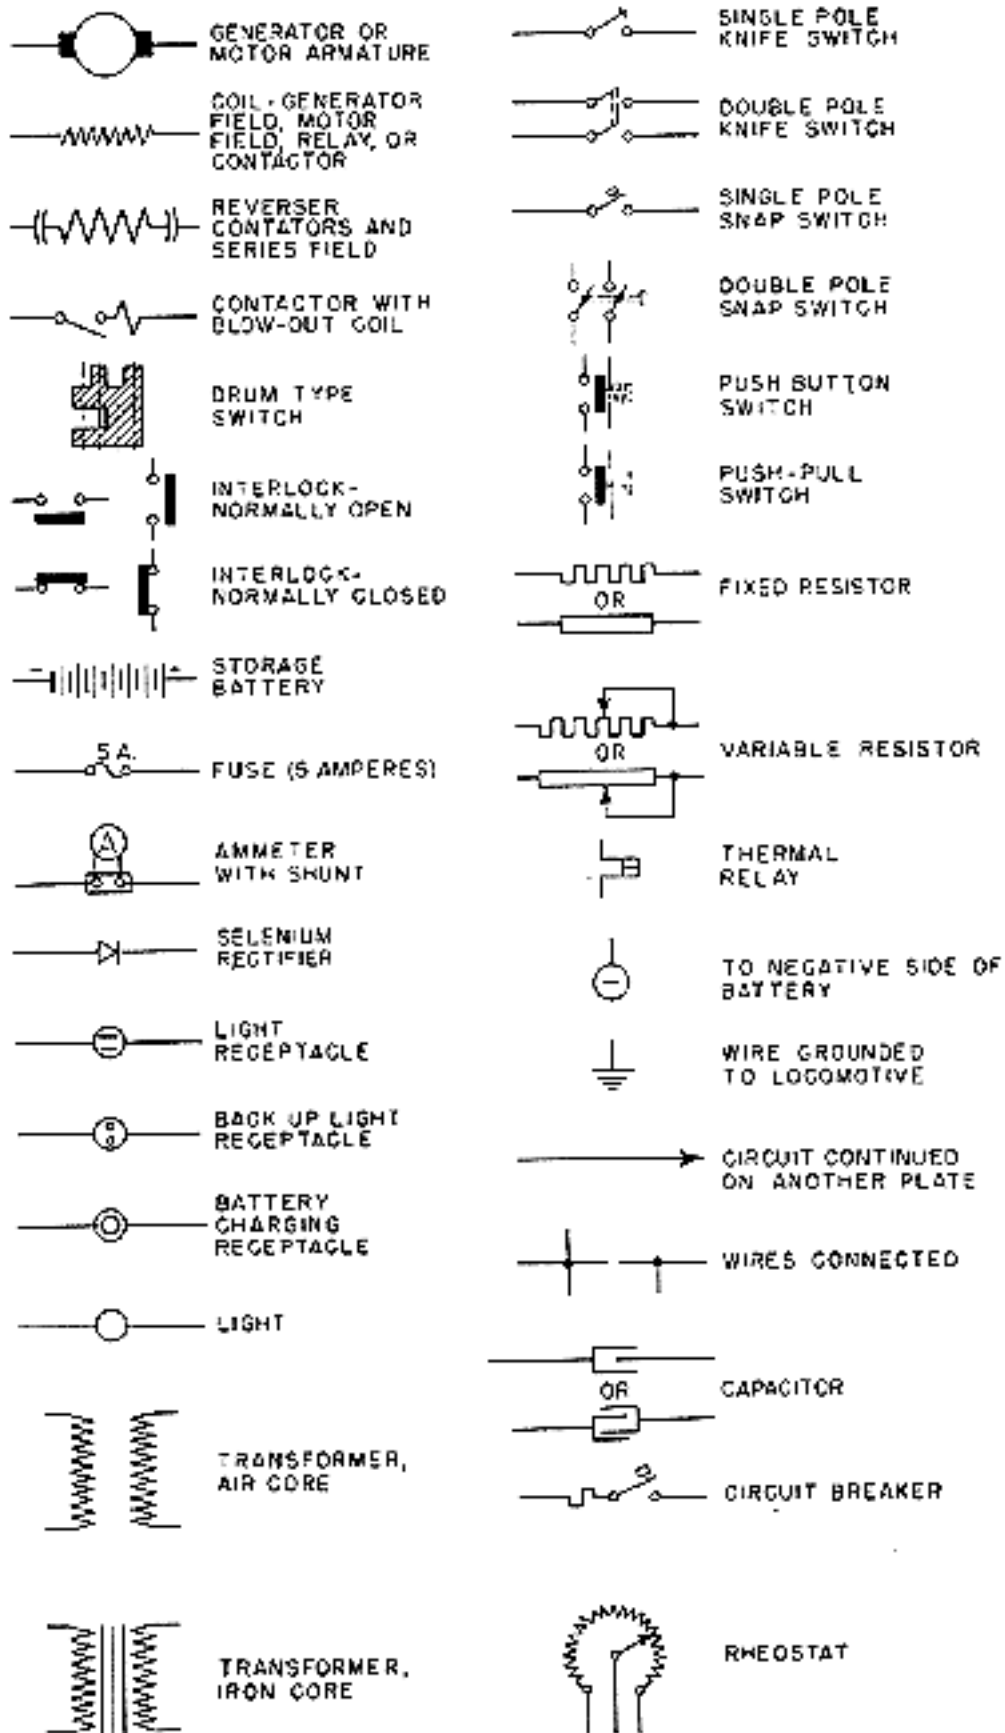 GENERATOR OR
MOTOR ARMATURE
COIL-GENERATOR
FIELD, MOTOR
FIELD, RELAY, OR
CONTACTOR
REVERSER
CONTATORS AND
SERIES FIELD
CONTACTOR WITH
BLOW-OUT COIL
DRUM TYPE
SWITCH
INTERLOCK-
NORMALLY OPEN
INTERLOCK-
NORMALLY CLOSED
- +
STORAGE
BATTERY
5 A.
FUSE (5 AMPERES)
A
AMMETER
WITH SHUNT
SELENIUM
RECTIFIER
LIGHT
RECEPTACLE
BACK UP LIGHT
RECEPTACLE
BATTERY
CHARGING
RECEPTACLE
LIGHT
TRANSFORMER,
AIR CORE
TRANSFORMER,
IRON CORE
SINGLE POLE
KNIFE SWITCH
DOUBLE POLE
KNIFE SWITCH
SINGLE POLE
SNAP SWITCH
DOUBLE POLE
SNAP SWITCH
PUSH BUTTON
SWITCH
PUSH-PULL
SWITCH
OR
FIXED RESISTOR
OR
VARIABLE RESISTOR
THERMAL
RELAY
TO NEGATIVE SIDE OF
BATTERY
WIRE GROUNDED
TO LOCOMOTIVE
CIRCUIT CONTINUED
ON ANOTHER PLATE
WIRES CONNECTED
OR
CAPACITOR
CIRCUIT BREAKER
RHEOSTAT